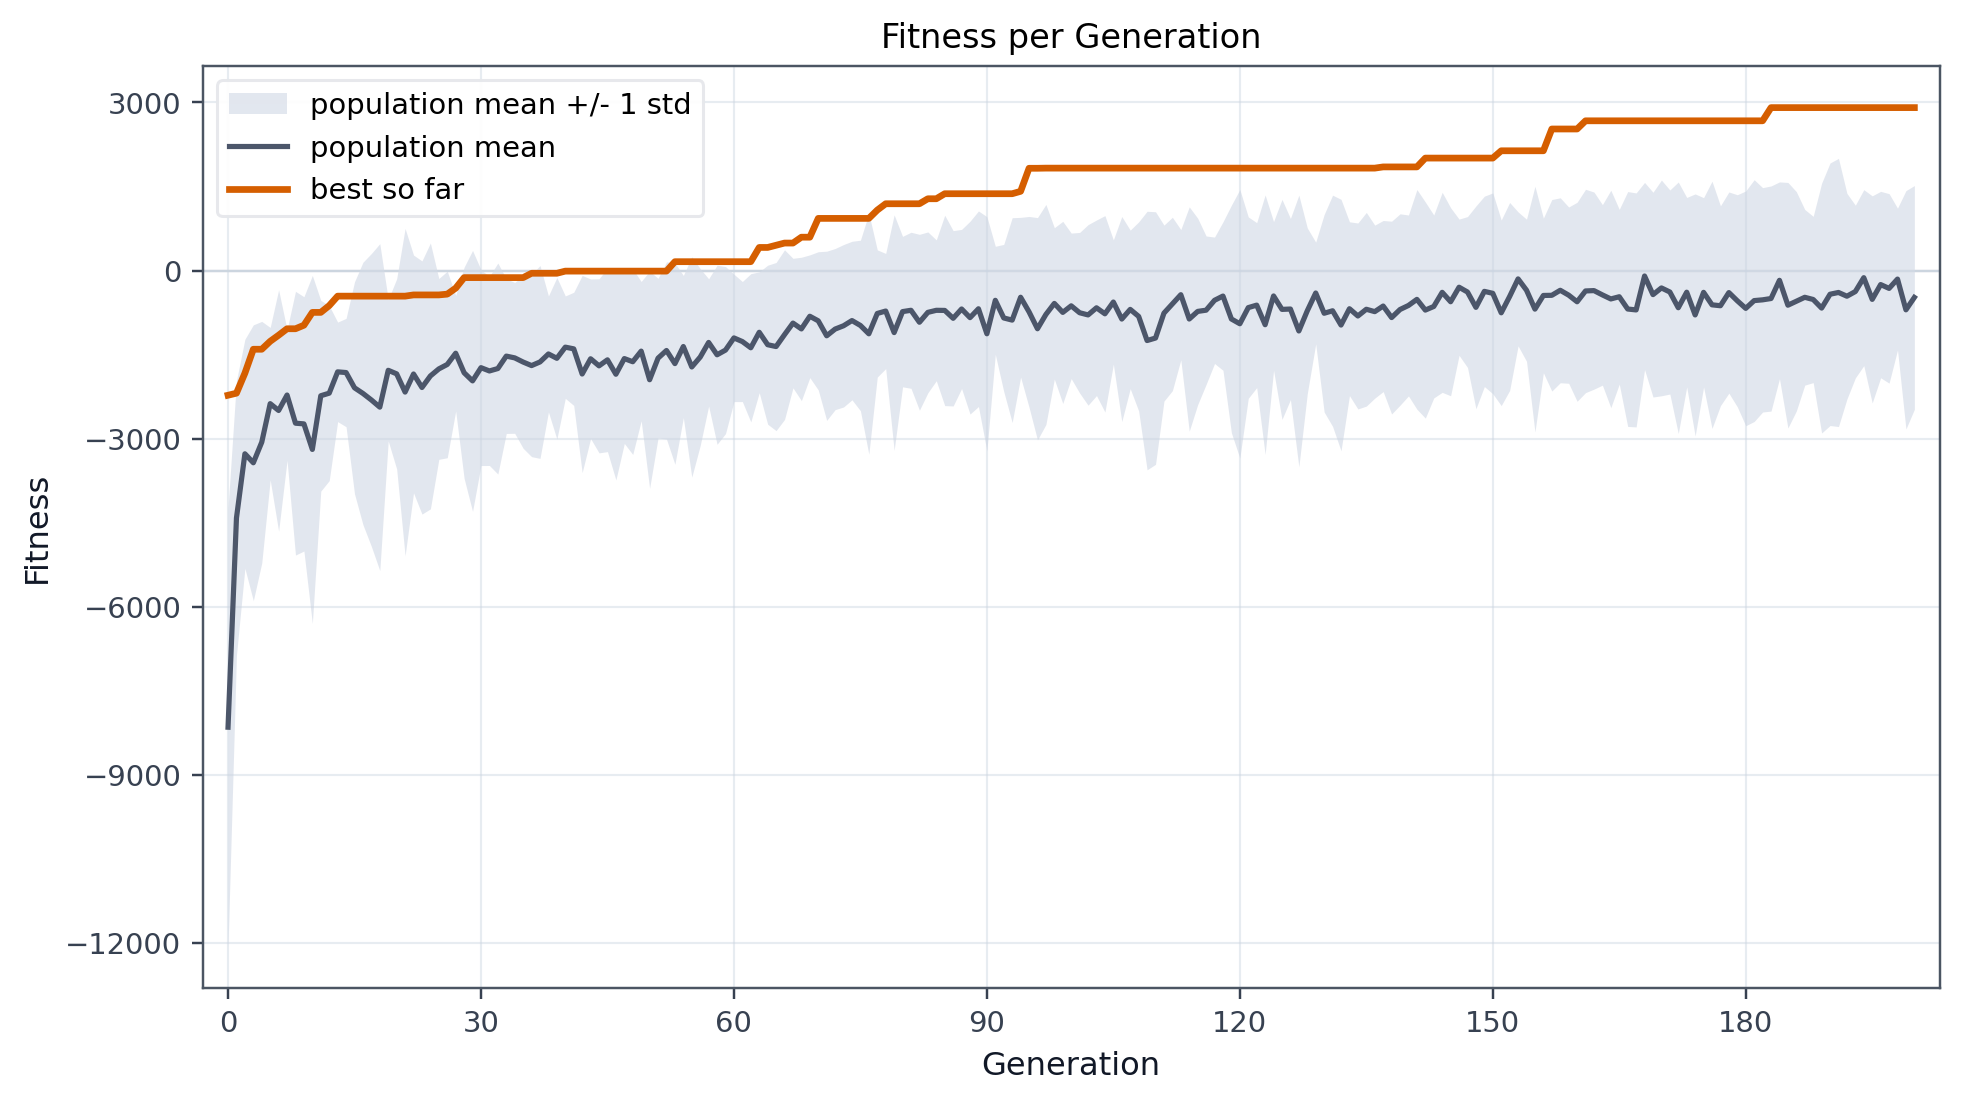 Fitness per Generation
population mean +/- 1 std
population mean
best so far
3000
0
−3000
−6000
−9000
−12000
Fitness
0 30 60 90 120 150 180
Generation